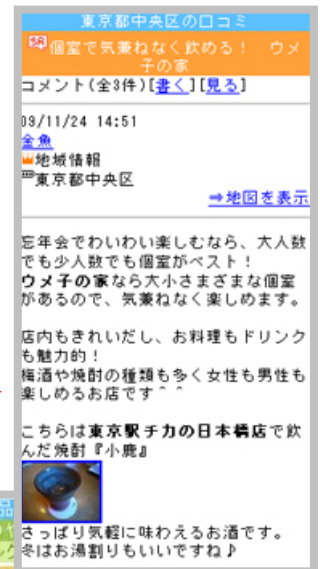 東京都中央区の口コミ
個室で気兼ねなく飲める！　ウメ
子の家
コメント(全3件)[書く][見る]
09/11/24 14:51
金魚
地域情報
東京都中央区
⇒地図を表示
忘年会でわいわい楽しむなら、大人数
でも少人数でも個室がベスト！
ウメ子の家なら大小さまざまな個室
があるので、気兼ねなく楽しめます。
店内もきれいだし、お料理もドリンク
も魅力的！
梅酒や焼酎の種類も多く女性も男性も
楽しめるお店です＾＾
こちらは東京駅チカの日本橋店で飲
んだ焼酎『小鹿』
さっぱり気軽に味わえるお酒です。
冬はお湯割りもいいですね♪
品